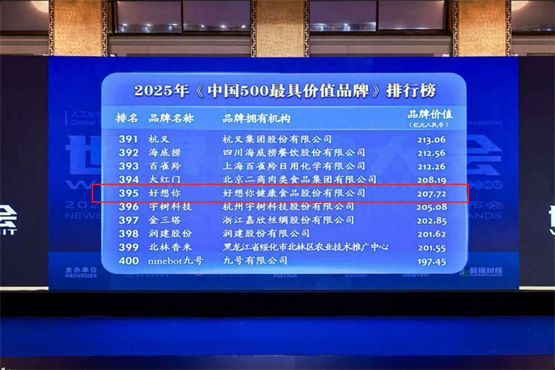 2025年《中国500最具价值品牌》排行榜
排名 品牌名称 品牌拥有机构 品牌价值
(亿元人民币)
391 杭叉 杭叉集团股份有限公司 213.06
392 海底捞 四川海底捞餐饮股份有限公司 212.56
393 百雀羚 上海百雀羚日用化学有限公司 212.26
394 大红门 北京二商肉类食品集团有限公司 208.19
395 好想你 好想你健康食品股份有限公司 207.72
396 宇树科技 杭州宇树科技股份有限公司 205.08
397 金三塔 浙江嘉欣丝绸股份有限公司 202.85
398 润建股份 润建股份有限公司 201.62
399 北林香米 黑龙江省绥化市北林区农业技术推广中心 201.55
400 ninebot九号 九号有限公司 197.45
主办单位
ORGANIZER